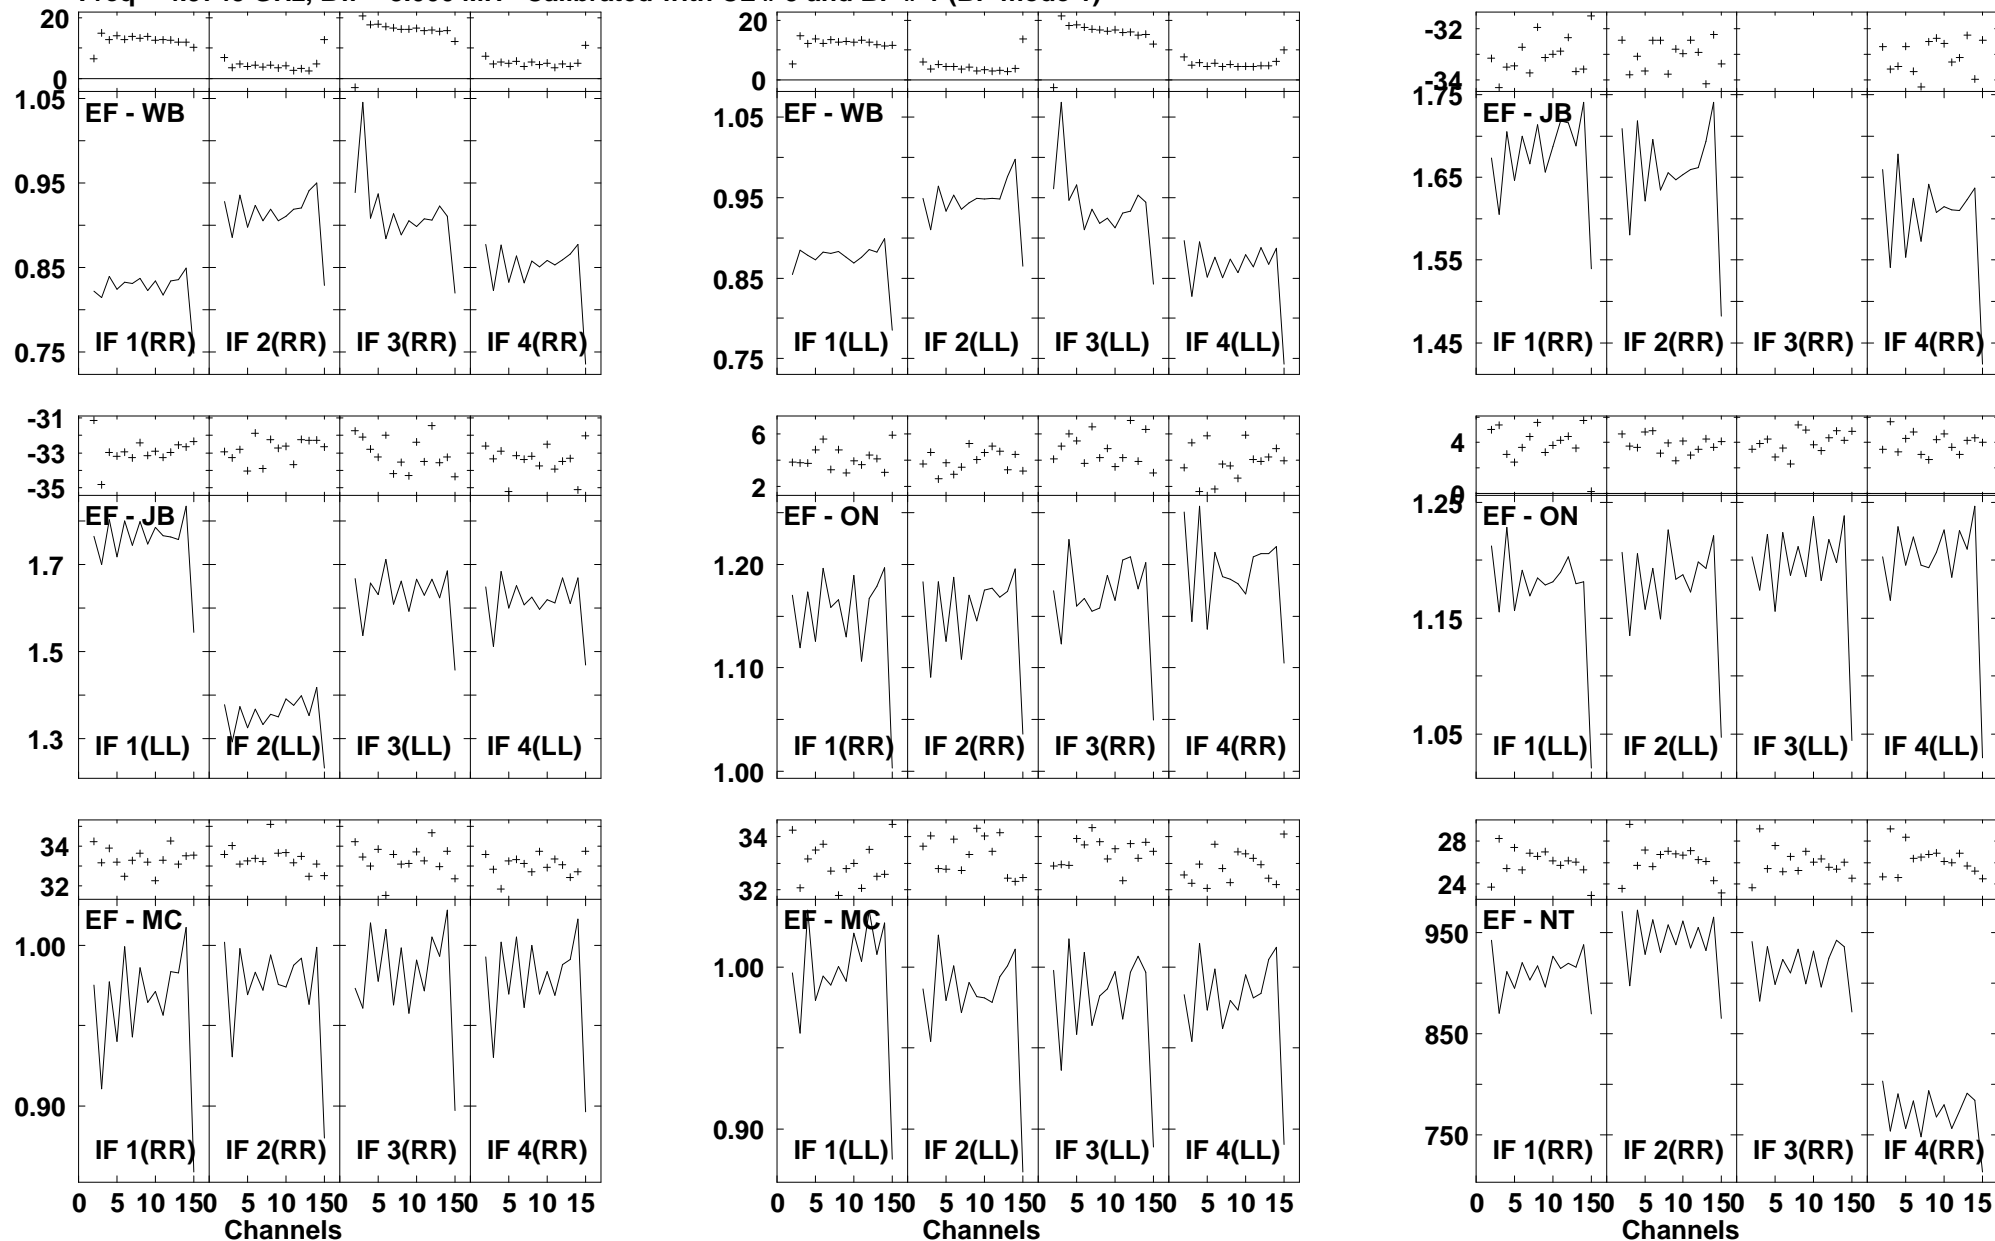 20
0
1.05
EF - WB
0.95
0.85
IF 1(RR) IF 2(RR) IF 3(RR) IF 4(RR)
0.75
20
0
1.05
EF - WB
0.95
0.85
IF 1(LL) IF 2(LL) IF 3(LL) IF 4(LL)
0.75
-32
-34
1.75
EF - JB
1.65
1.55
IF 1(RR) IF 2(RR) IF 3(RR) IF 4(RR)
1.45
-31
-33
-35
EF - JB
1.7
1.5
1.3
IF 1(LL) IF 2(LL) IF 3(LL) IF 4(LL)
6
2
EF - ON
1.20
1.10
IF 1(RR) IF 2(RR) IF 3(RR) IF 4(RR)
1.00
4
0
1.25
EF - ON
1.15
1.05
IF 1(LL) IF 2(LL) IF 3(LL) IF 4(LL)
34
32
EF - MC
1.00
0.90
IF 1(RR) IF 2(RR) IF 3(RR) IF 4(RR)
0 5 10 150 5 10 150 5 10 150 5 10 15
Channels
34
32
EF - MC
1.00
0.90
IF 1(LL) IF 2(LL) IF 3(LL) IF 4(LL)
0 5 10 150 5 10 150 5 10 150 5 10 15
Channels
28
24
EF - NT
950
850
750
IF 1(RR) IF 2(RR) IF 3(RR) IF 4(RR)
0 5 10 150 5 10 150 5 10 150 5 10 15
Channels